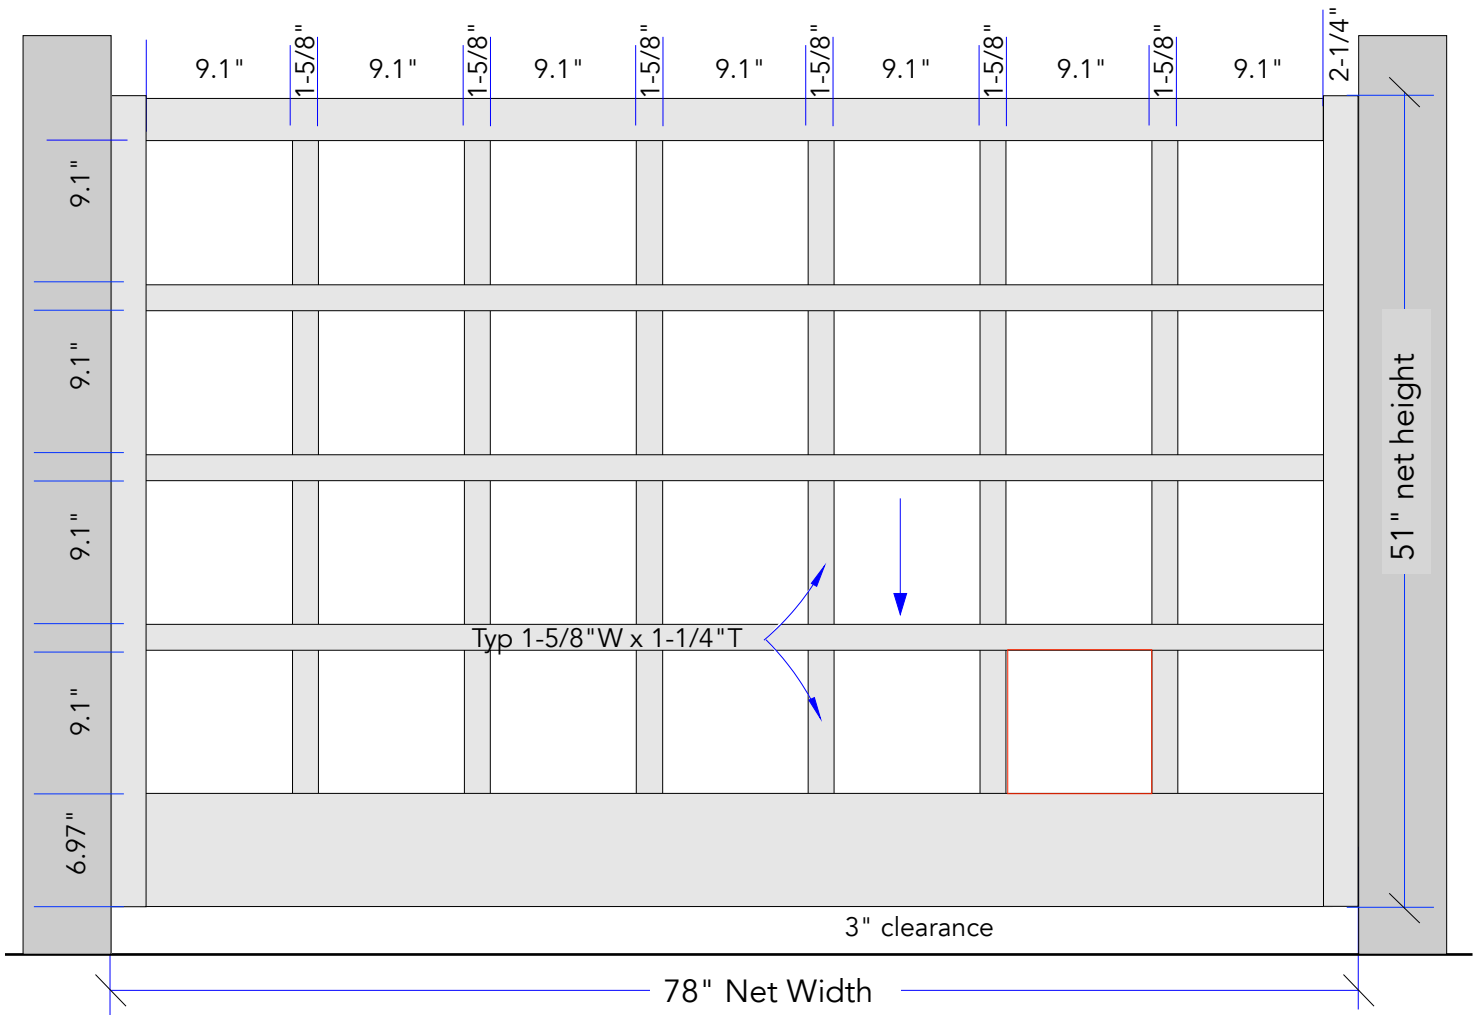 9.1" 1-5/8" 9.1" 1-5/8" 9.1" 1-5/8" 9.1" 1-5/8" 9.1" 1-5/8" 9.1" 1-5/8" 9.1" 2-1/4"
9.1"
9.1"
9.1"
9.1"
6.97"
51" net height
Typ 1-5/8"W x 1-1/4"T
3" clearance
78" Net Width